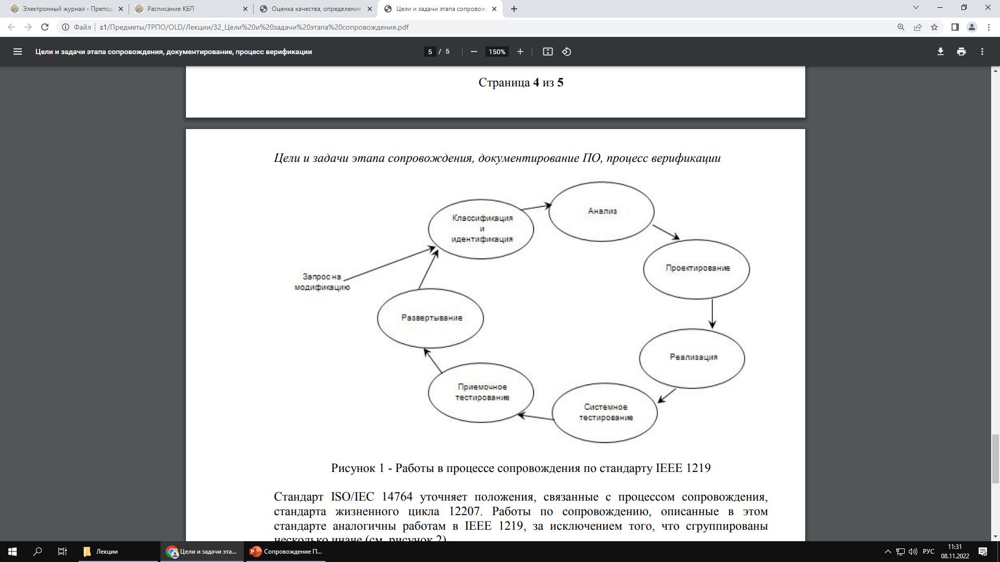 Электронный журнал - Препод
Расписание КБП
Оценка качества, определение
Цели и задачи этапа сопровож
Файл
s1/Предметы/ТРПО/OLD/Лекции/32_Цели%20и%20задачи%20этапа%20сопровождения.pdf
Цели и задачи этапа сопровождения, документирование, процесс верификации
5 / 5
150%
Страница 4 из 5
Цели и задачи этапа сопровождения, документирование ПО, процесс верификации
Классификация
и
идентификация
Анализ
Проектирование
Запрос на
модификацию
Развертывание
Реализация
Приемочное
тестирование
Системное
тестирование
Рисунок 1 - Работы в процессе сопровождения по стандарту IEEE 1219
Стандарт ISO/IEC 14764 уточняет положения, связанные с процессом сопровождения,
стандарта жизненного цикла 12207. Работы по сопровождению, описанные в этом
стандарте аналогичны работам в IEEE 1219, за исключением того, что сгруппированы
несколько иначе (см. рисунок 2)
Лекции
Цели и задачи эта...
Сопровождение П...
РУС
11:31
08.11.2022